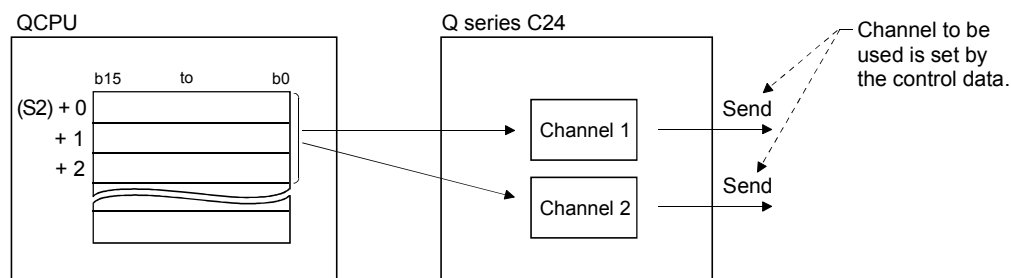 QCPU
Q series C24
Channel to be
used is set by
the control data.
b15 to b0
(S2) + 0
+ 1
+ 2
Channel 1
Send
Channel 2
Send